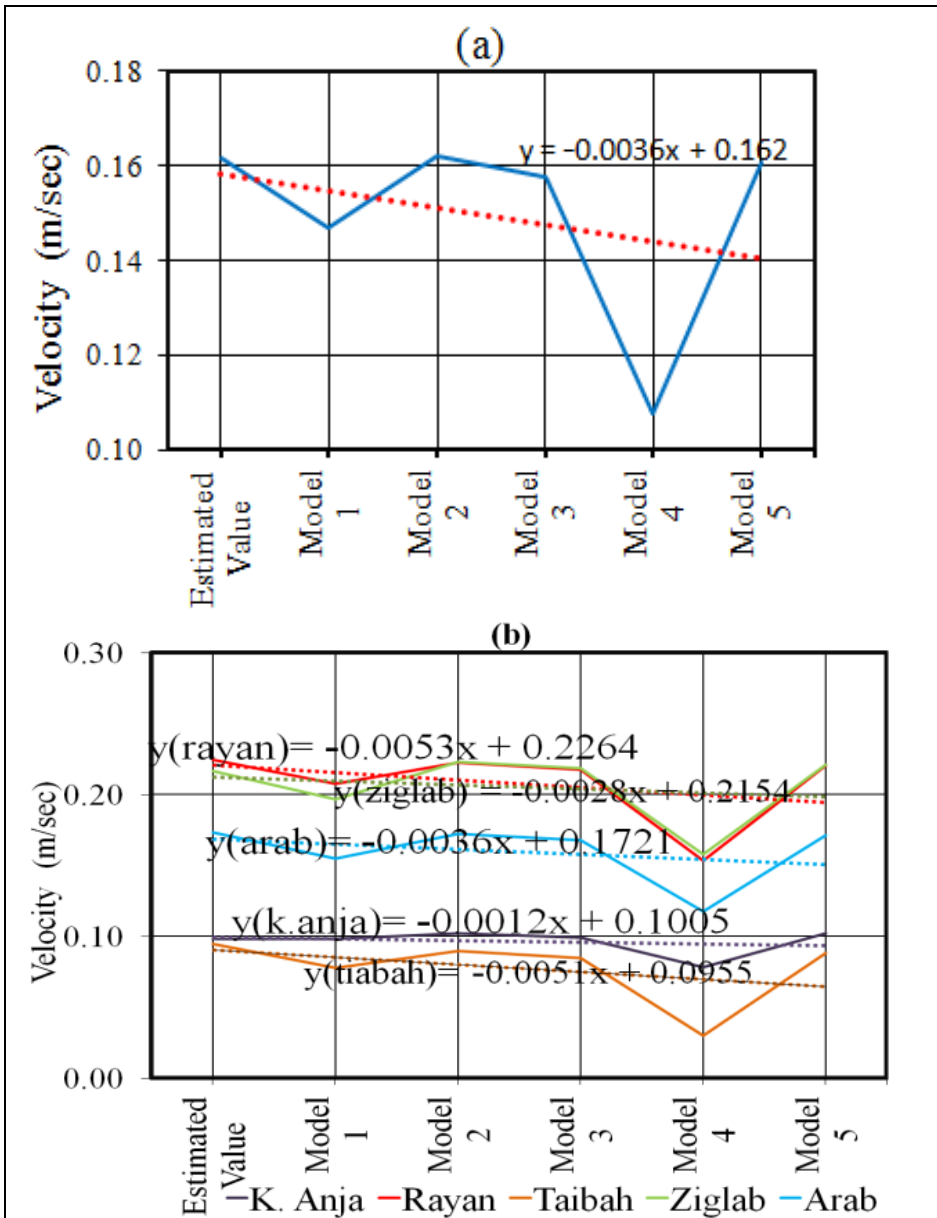 (a)
Velocity (m/sec)
0.18
0.16
0.14
0.12
0.10
y = -0.0036x + 0.162
Estimated
Value
Model
1
Model
2
Model
3
Model
4
Model
5
(b)
Velocity (m/sec)
0.30
0.20
0.10
0.00
y(rayan)= -0.0053x + 0.2264
y(ziglab) = -0.0028x + 0.2154
y(arab)= -0.0036x + 0.1721
y(k.anja)= -0.0012x + 0.1005
y(tiabah)= -0.0051x + 0.0955
Estimated
Value
Model
1
Model
2
Model
3
Model
4
Model
5
K. Anja Rayan Taibah Ziglab Arab